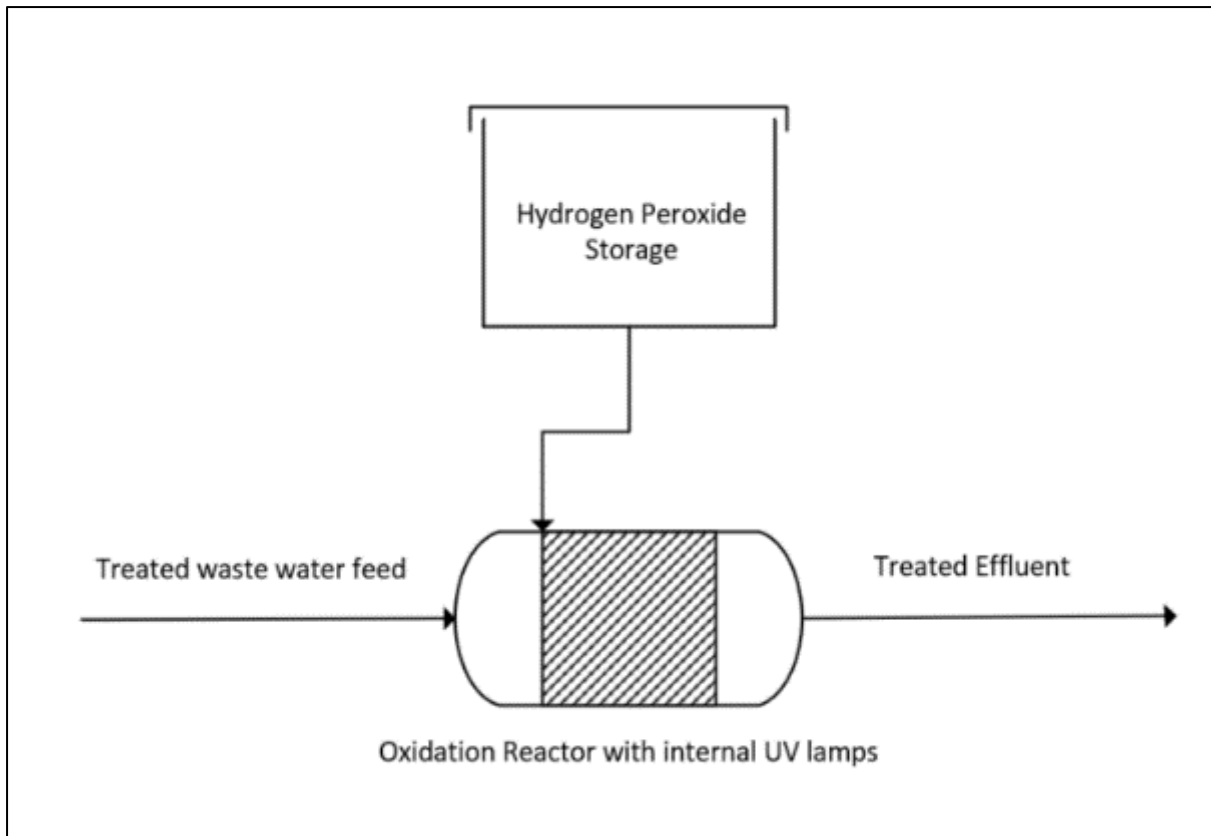 Hydrogen Peroxide
Storage
Treated waste water feed
Treated Effluent
Oxidation Reactor with internal UV lamps